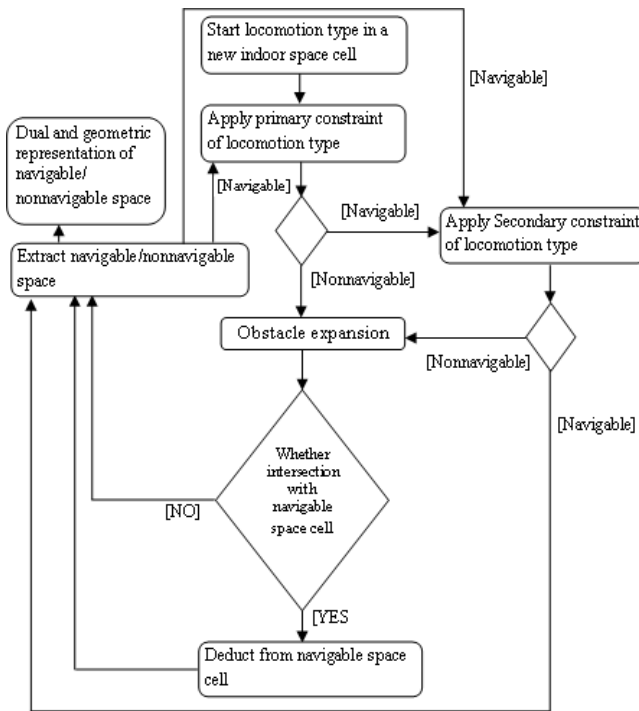 Start locomotion type in a
new indoor space cell
[Navigable]
Apply primary constraint
of locomotion type
Dual and geometric
representation of
navigable/
nonnavigable space
[Navigable]
[Navigable]
Apply Secondary constraint
of locomotion type
Extract navigable/nonnavigable
space
[Nonnavigable]
Obstacle expansion
[Nonnavigable]
[Navigable]
Whether
intersection
with
navigable
space cell
[NO]
[YES
Deduct from navigable space
cell